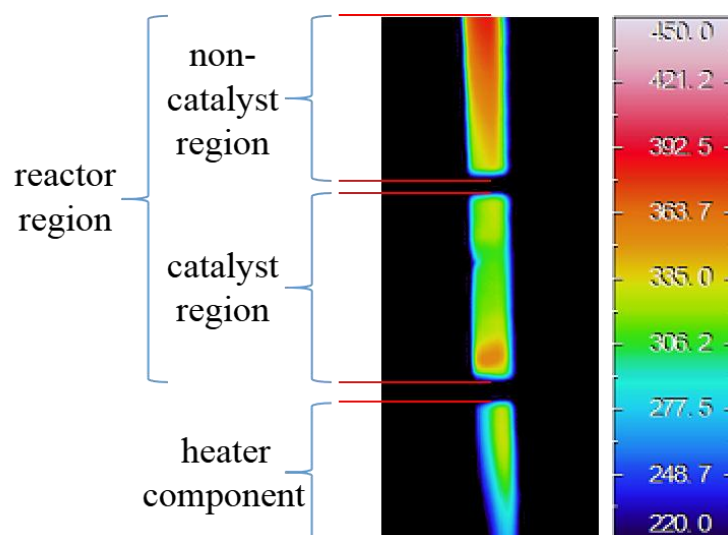 non-
catalyst
region
reactor
region
catalyst
region
heater
component
450.0
421.2
392.5
363.7
335.0
306.2
277.5
248.7
220.0